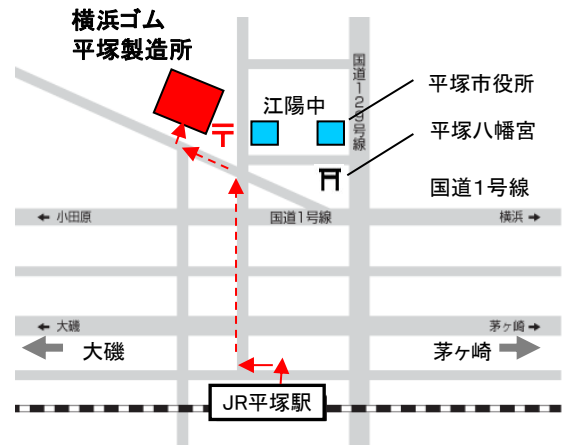 横浜ゴム
平塚製造所
国道129号線
平塚市役所
江陽中
〒
平塚八幡宮
国道1号線
← 小田原
国道1号線
横浜 →
← 大磯
茅ヶ崎 →
大磯
茅ヶ崎
JR平塚駅